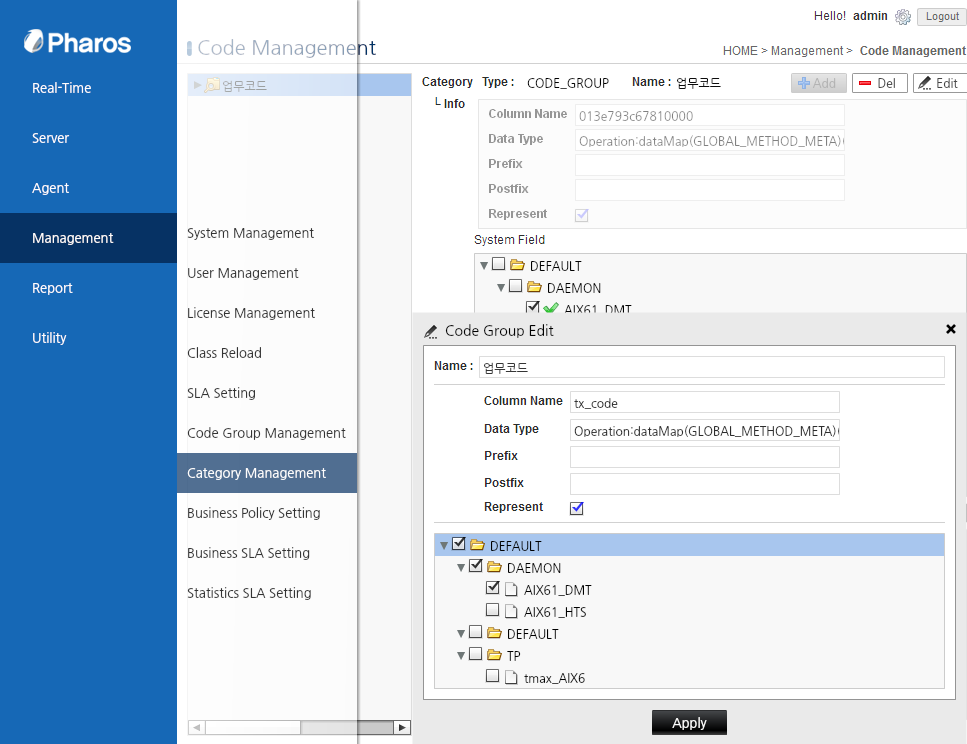 Hello! admin Logout
Pharos
Code Management
HOME > Management > Code Management
Real-Time
Server
Agent
Management
Report
Utility
업무코드
System Management
User Management
License Management
Class Reload
SLA Setting
Code Group Management
Category Management
Business Policy Setting
Business SLA Setting
Statistics SLA Setting
Category Type : CODE_GROUP Name : 업무코드 Add Del Edit
Info
Column Name 013e793c67810000
Data Type Operation:dataMap(GLOBAL_METHOD_META)(
Prefix
Postfix
Represent
System Field
DEFAULT
DAEMON
AIX61_DMT
Code Group Edit
Name : 업무코드
Column Name tx_code
Data Type Operation:dataMap(GLOBAL_METHOD_META)(
Prefix
Postfix
Represent
DEFAULT
DAEMON
AIX61_DMT
AIX61_HTS
DEFAULT
TP
tmax_AIX6
Apply